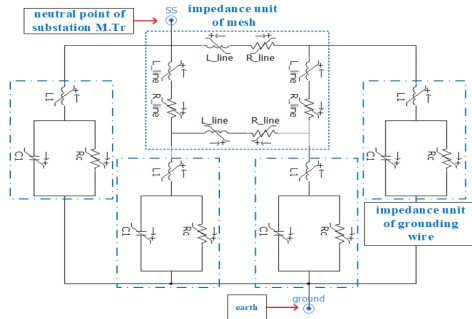 neutral point of
substation M.Tr
SS
impedance unit
of mesh
L_line
R_line
L_line
R_line
L_line
R_line
L_line
R_line
L1
C1
Rc
L1
C1
Rc
L1
C1
Rc
L1
C1
Rc
impedance unit
of grounding
wire
earth
ground